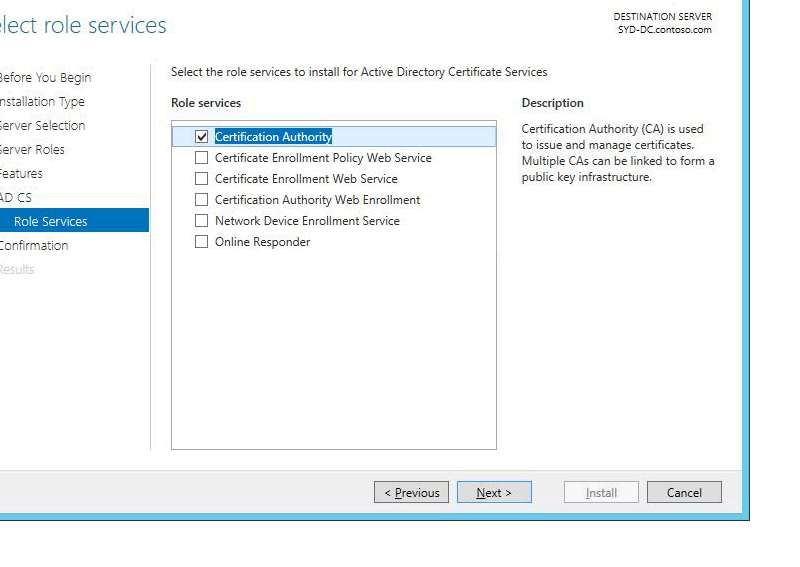 elect role services
DESTINATION SERVER
SYD-DC.contoso.com
Before You Begin
Installation Type
Server Selection
Server Roles
Features
AD CS
Role Services
Confirmation
Results
Select the role services to install for Active Directory Certificate Services
Role services
Certification Authority
Certificate Enrollment Policy Web Service
Certificate Enrollment Web Service
Certification Authority Web Enrollment
Network Device Enrollment Service
Online Responder
Description
Certification Authority (CA) is used
to issue and manage certificates.
Multiple CAs can be linked to form a
public key infrastructure.
< Previous
Next >
Install
Cancel